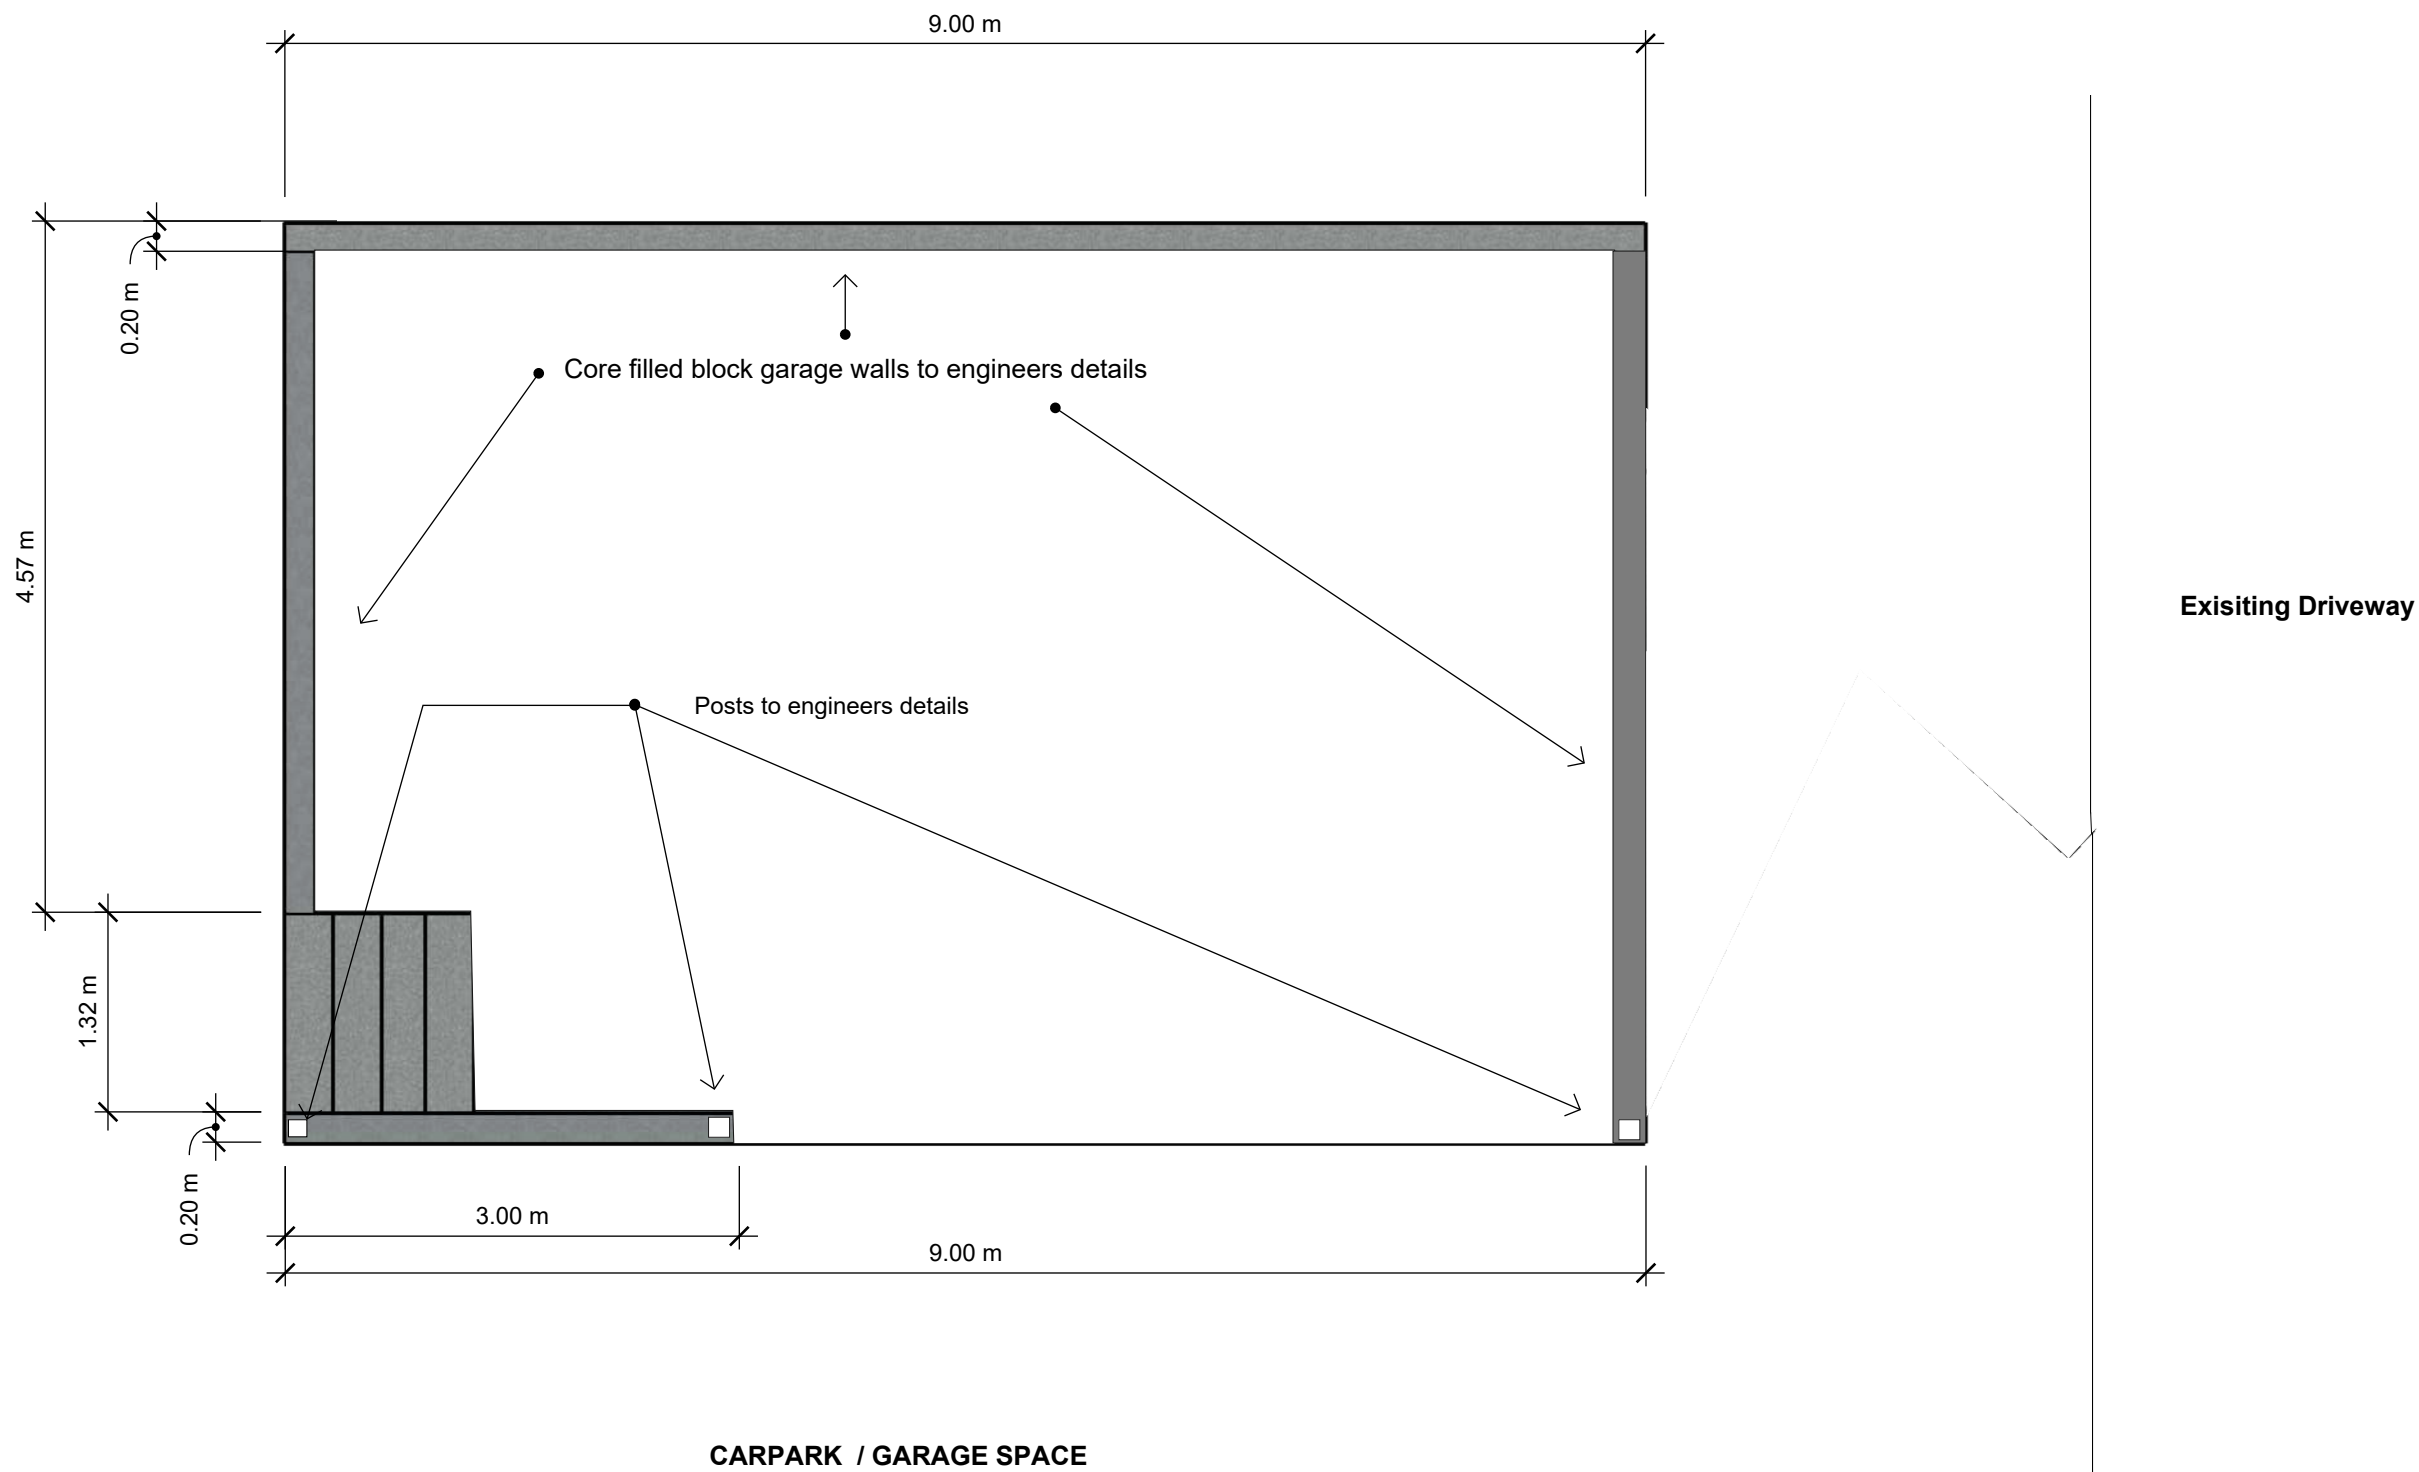 9.00 m
0.20 m
Core filled block garage walls to engineers details
4.57 m
Exisiting Driveway
Posts to engineers details
1.32 m
0.20 m
3.00 m
9.00 m
CARPARK / GARAGE SPACE